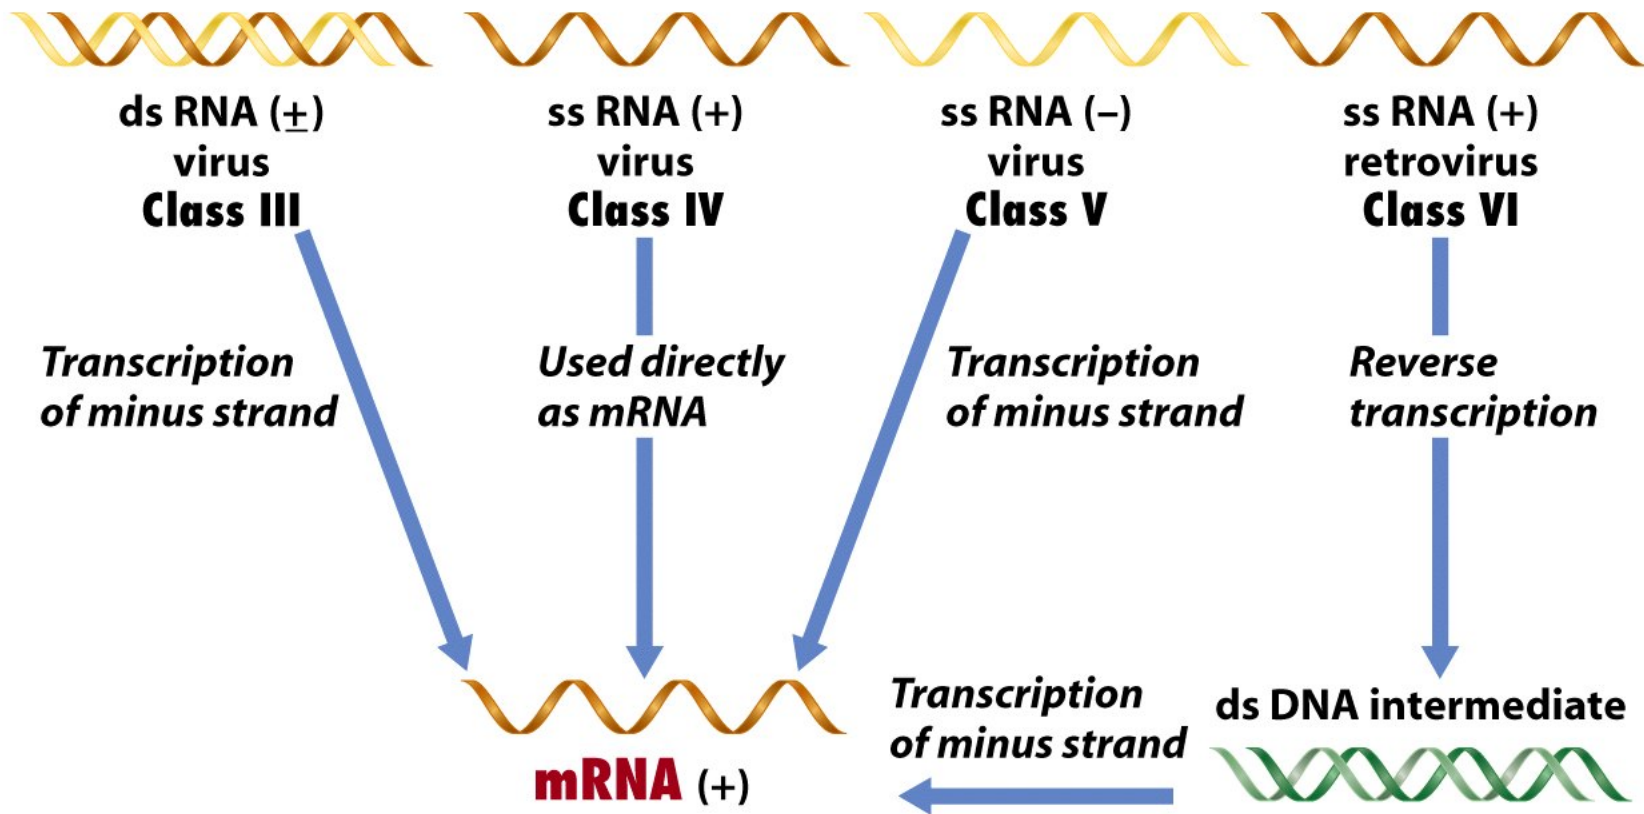 ds RNA (±)
virus
Class III
ss RNA (+)
virus
Class IV
ss RNA (–)
virus
Class V
ss RNA (+)
retrovirus
Class VI
Transcription
of minus strand
Used directly
as mRNA
Transcription
of minus strand
Reverse
transcription
mRNA (+)
Transcription
of minus strand
ds DNA intermediate